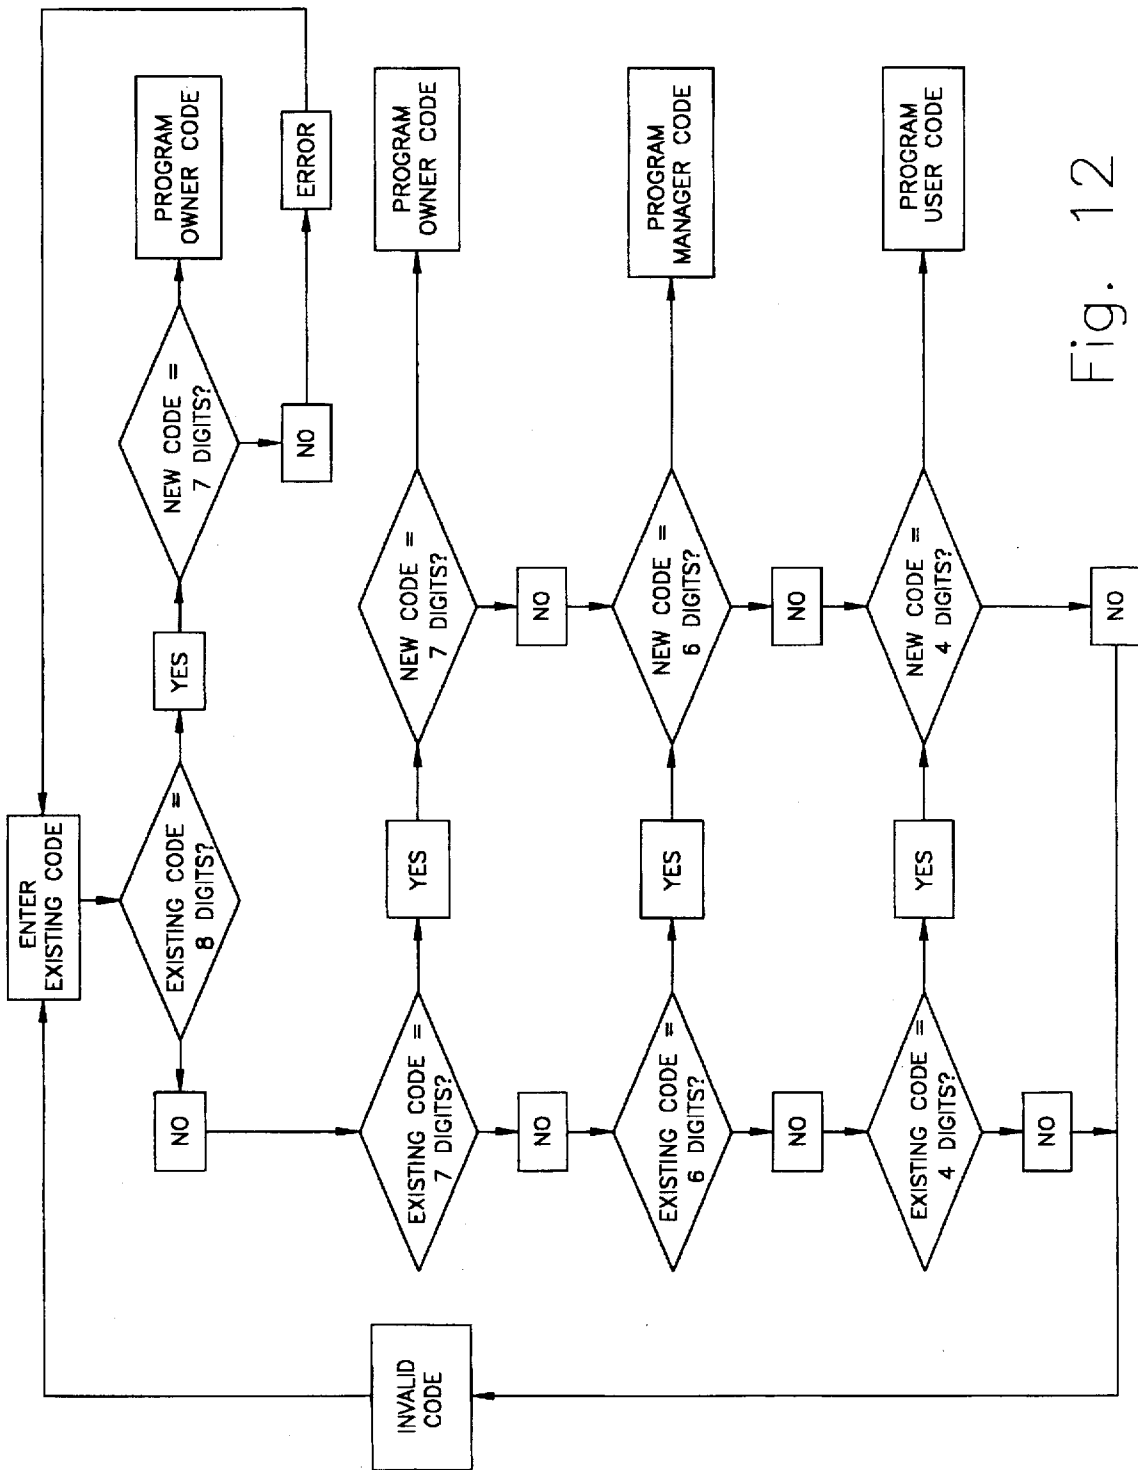 ENTER
EXISTING CODE
EXISTING CODE =
8 DIGITS?
YES
NEW CODE =
7 DIGITS?
PROGRAM
OWNER CODE
NO
ERROR
NO
EXISTING CODE =
7 DIGITS?
YES
NEW CODE =
7 DIGITS?
PROGRAM
OWNER CODE
NO
NO
EXISTING CODE =
6 DIGITS?
YES
NEW CODE =
6 DIGITS?
PROGRAM
MANAGER CODE
NO
NO
EXISTING CODE =
4 DIGITS?
YES
NEW CODE =
4 DIGITS?
PROGRAM
USER CODE
NO
NO
INVALID
CODE
Fig. 12